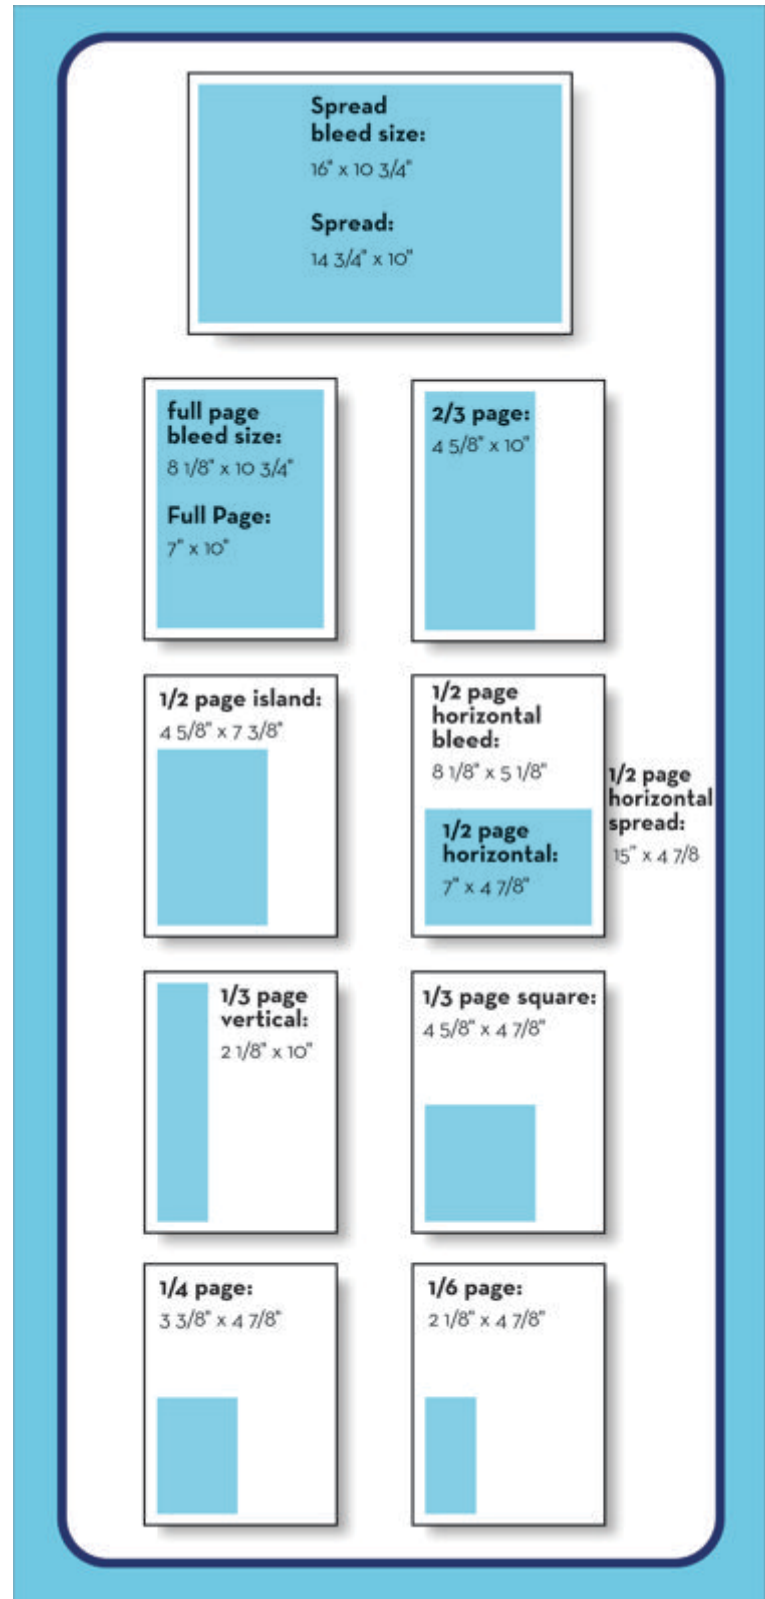 Spread
bleed size:
16" x 10 3/4"
Spread:
14 3/4" x 10"
full page
bleed size:
8 1/8" x 10 3/4"
Full Page:
7" x 10"
2/3 page:
4 5/8" x 10"
1/2 page island:
4 5/8" x 7 3/8"
1/2 page
horizontal
bleed:
8 1/8" x 5 1/8"
1/2 page
horizontal:
7" x 4 7/8"
1/2 page
horizontal
spread:
15" x 4 7/8
1/3 page
vertical:
2 1/8" x 10"
1/3 page square:
4 5/8" x 4 7/8"
1/4 page:
3 3/8" x 4 7/8"
1/6 page:
2 1/8" x 4 7/8"